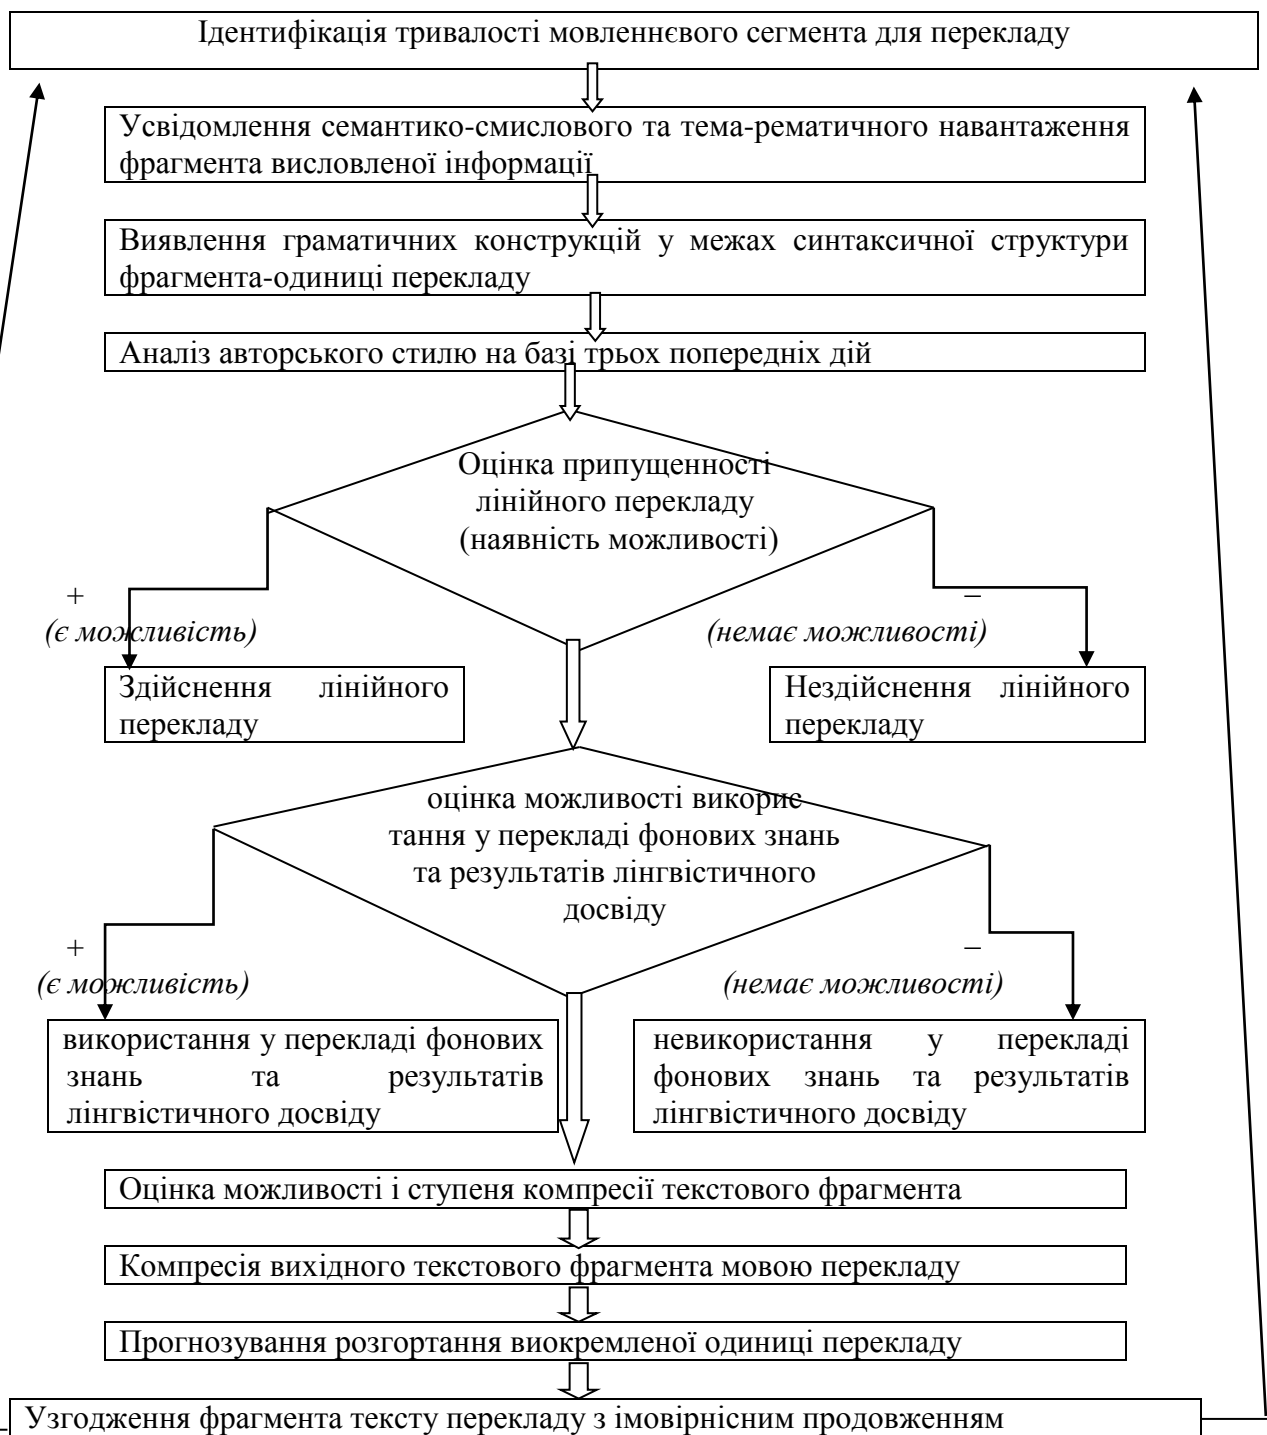 Ідентифікація тривалості мовленнєвого сегмента для перекладу
Усвідомлення семантико-смислового та тема-рематичного навантаження
фрагмента висловленої інформації
Виявлення граматичних конструкцій у межах синтаксичної структури
фрагмента-одиниці перекладу
Аналіз авторського стилю на базі трьох попередніх дій
Оцінка припущенності
лінійного перекладу
(наявність можливості)
+
(є можливість)
–
(немає можливості)
Здійснення лінійного
перекладу
Нездійснення лінійного
перекладу
оцінка можливості викорис
тання у перекладі фонових знань
та результатів лінгвістичного
досвіду
+
(є можливість)
–
(немає можливості)
використання у перекладі фонових
знань та результатів
лінгвістичного досвіду
невикористання у перекладі
фонових знань та результатів
лінгвістичного досвіду
Оцінка можливості і ступеня компресії текстового фрагмента
Компресія вихідного текстового фрагмента мовою перекладу
Прогнозування розгортання виокремленої одиниці перекладу
Узгодження фрагмента тексту перекладу з імовірнісним продовженням